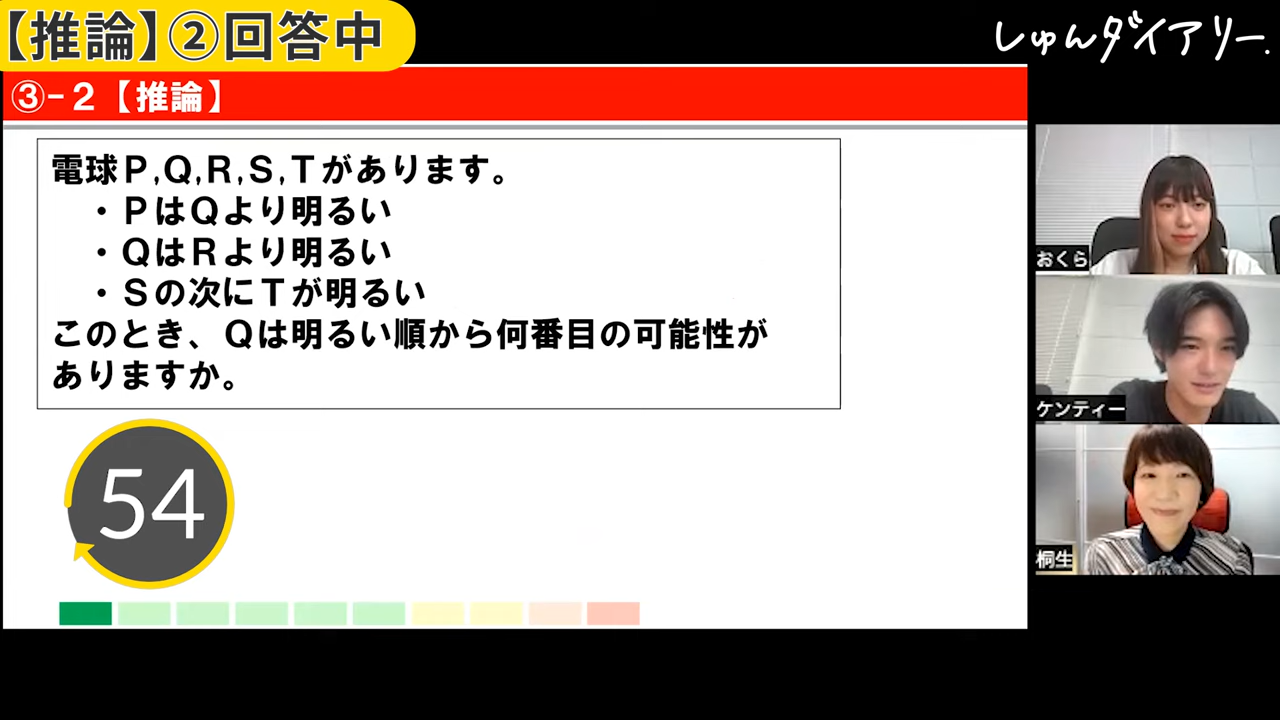 【推論】②回答中
しゅんダイアリー.
③-2【推論】
電球P,Q,R,S,Tがあります。
・PはQより明るい
・QはRより明るい
・Sの次にTが明るい
このとき、Qは明るい順から何番目の可能性が
ありますか。
54
おくら
ケンティー
桐生